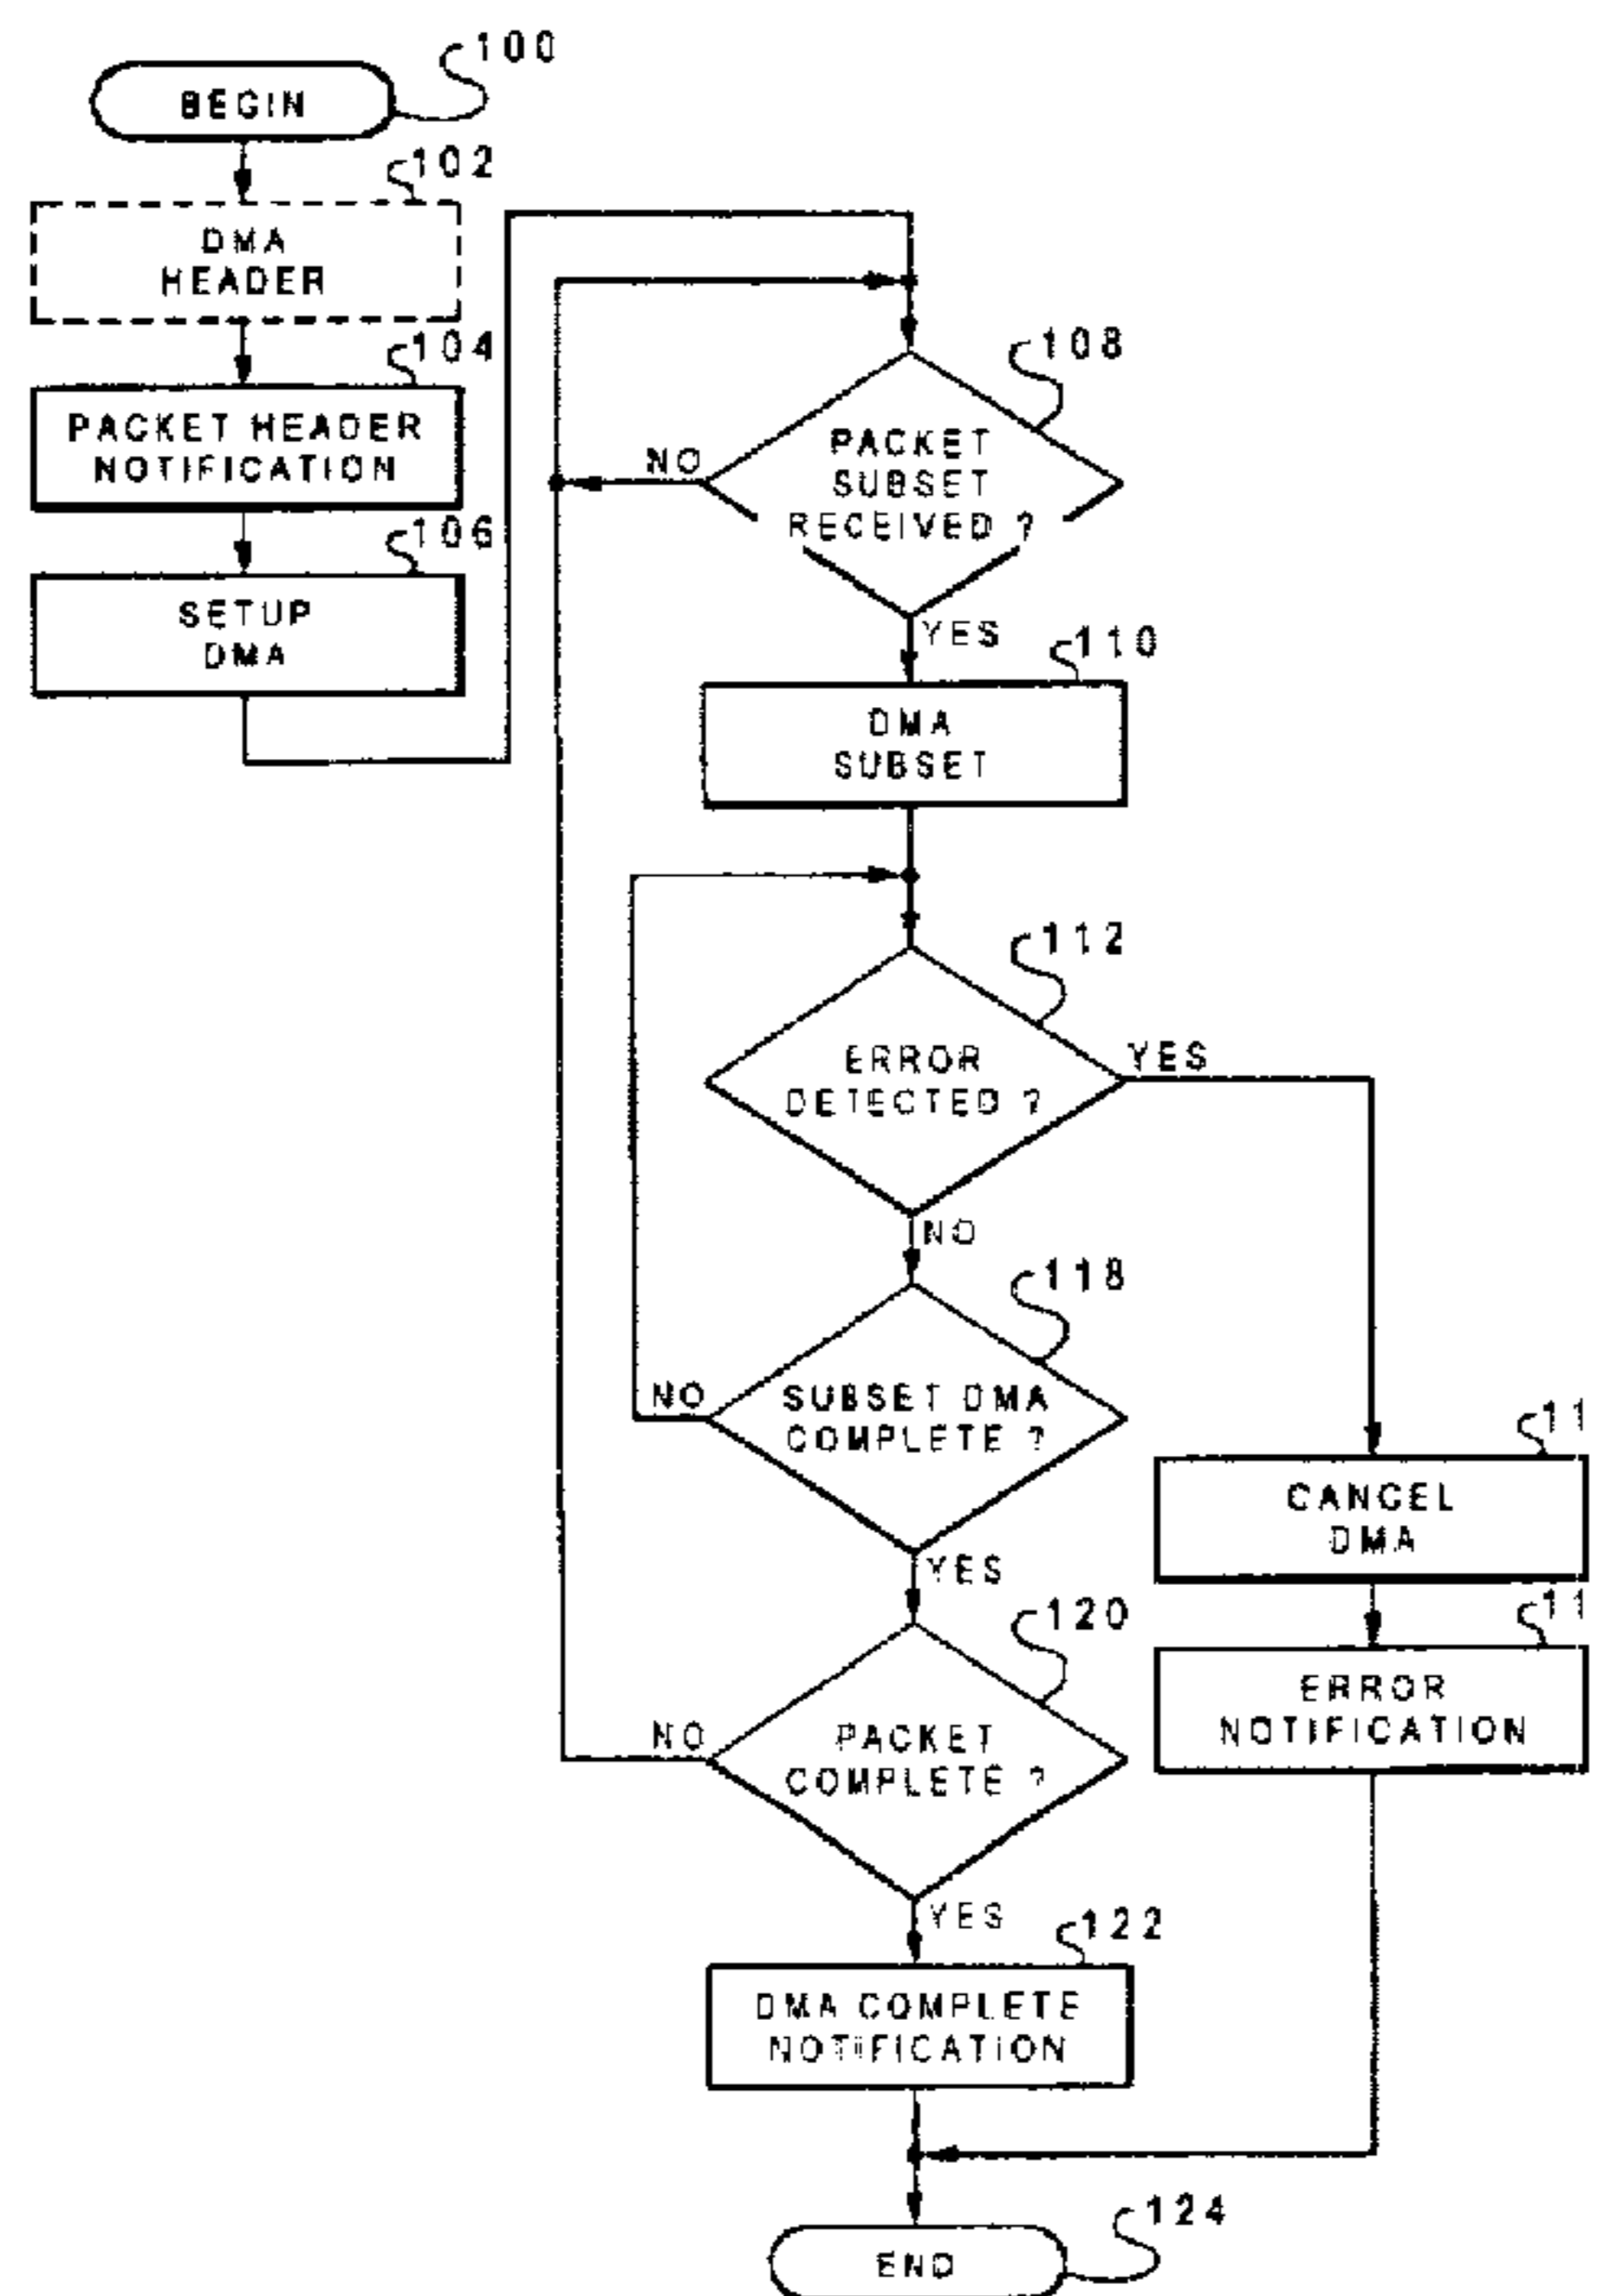 100
BEGIN
102
DMA
HEADER
104
PACKET HEADER
NOTIFICATION
106
SETUP
DMA
108
PACKET
SUBSET
RECEIVED ?
NO
YES
110
DMA
SUBSET
112
ERROR
DETECTED ?
YES
NO
118
SUBSET DMA
COMPLETE ?
NO
YES
11
CANCEL
DMA
11
ERROR
NOTIFICATION
120
PACKET
COMPLETE ?
NO
YES
122
DMA COMPLETE
NOTIFICATION
124
END